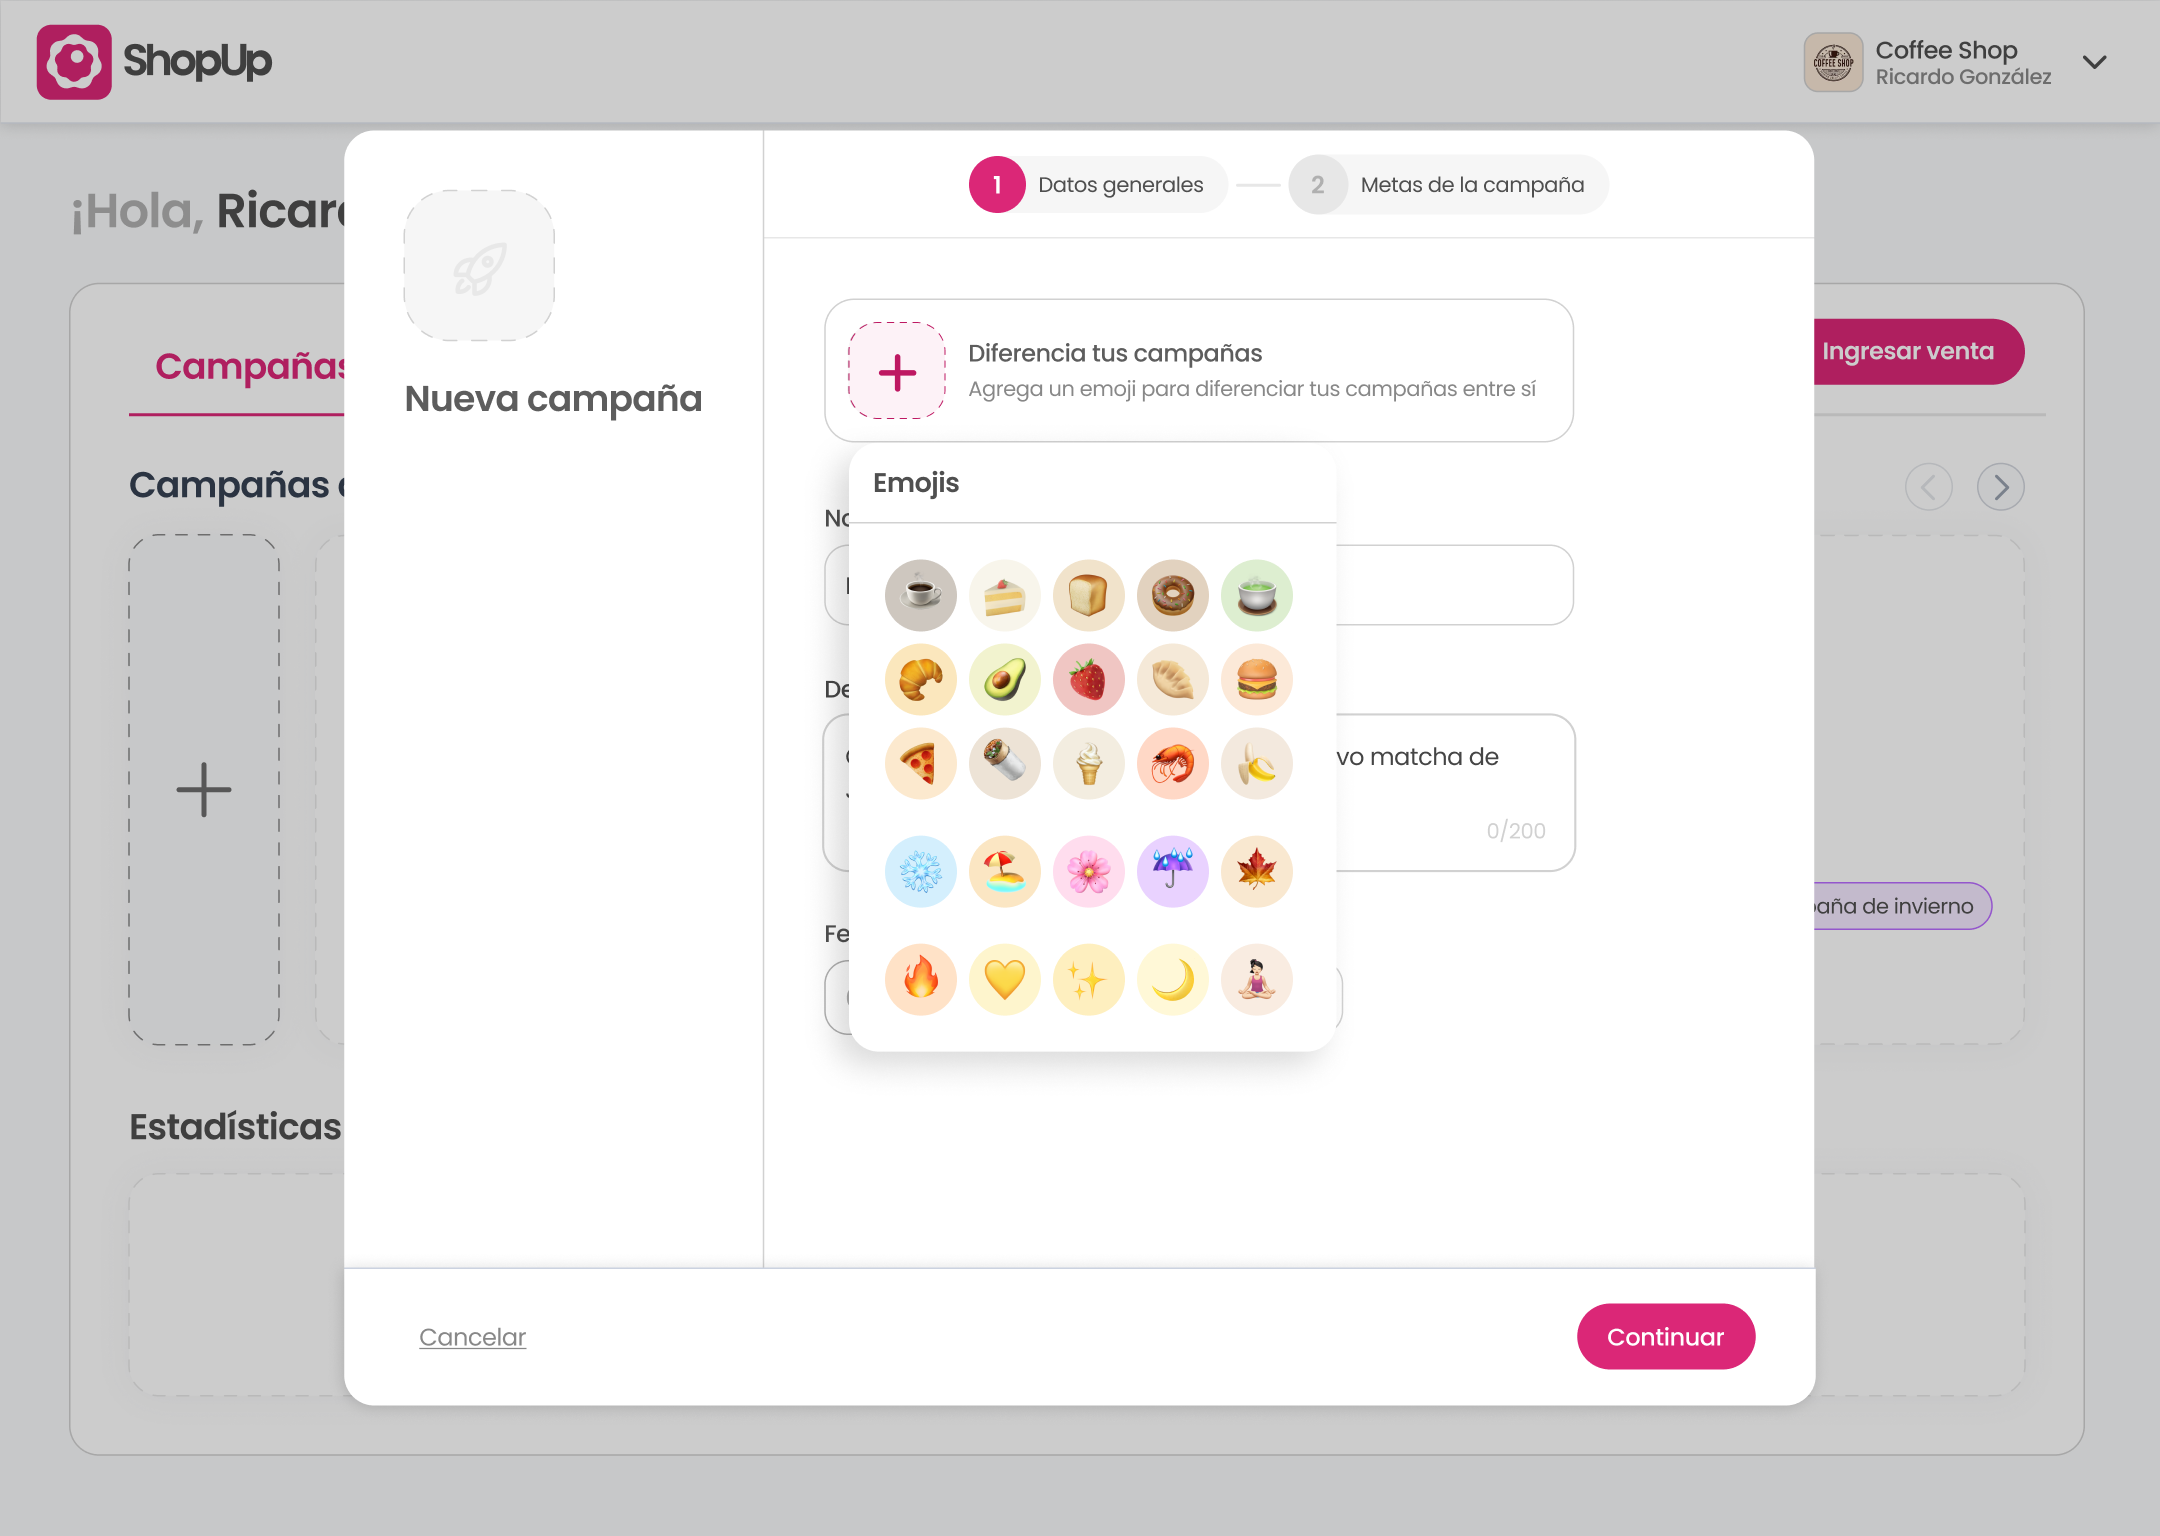 ShopUp
COFFEE SHOP
Coffee Shop
Ricardo González
¡Hola,
Campañas
Ingresar venta
Campañas
Estadísticas
aña de invierno
Nueva campaña
1 Datos generales
2 Metas de la campaña
Diferencia tus campañas
Agrega un emoji para diferenciar tus campañas entre sí
Emojis
No
De
vo matcha de
0/200
Fe
Cancelar
Continuar